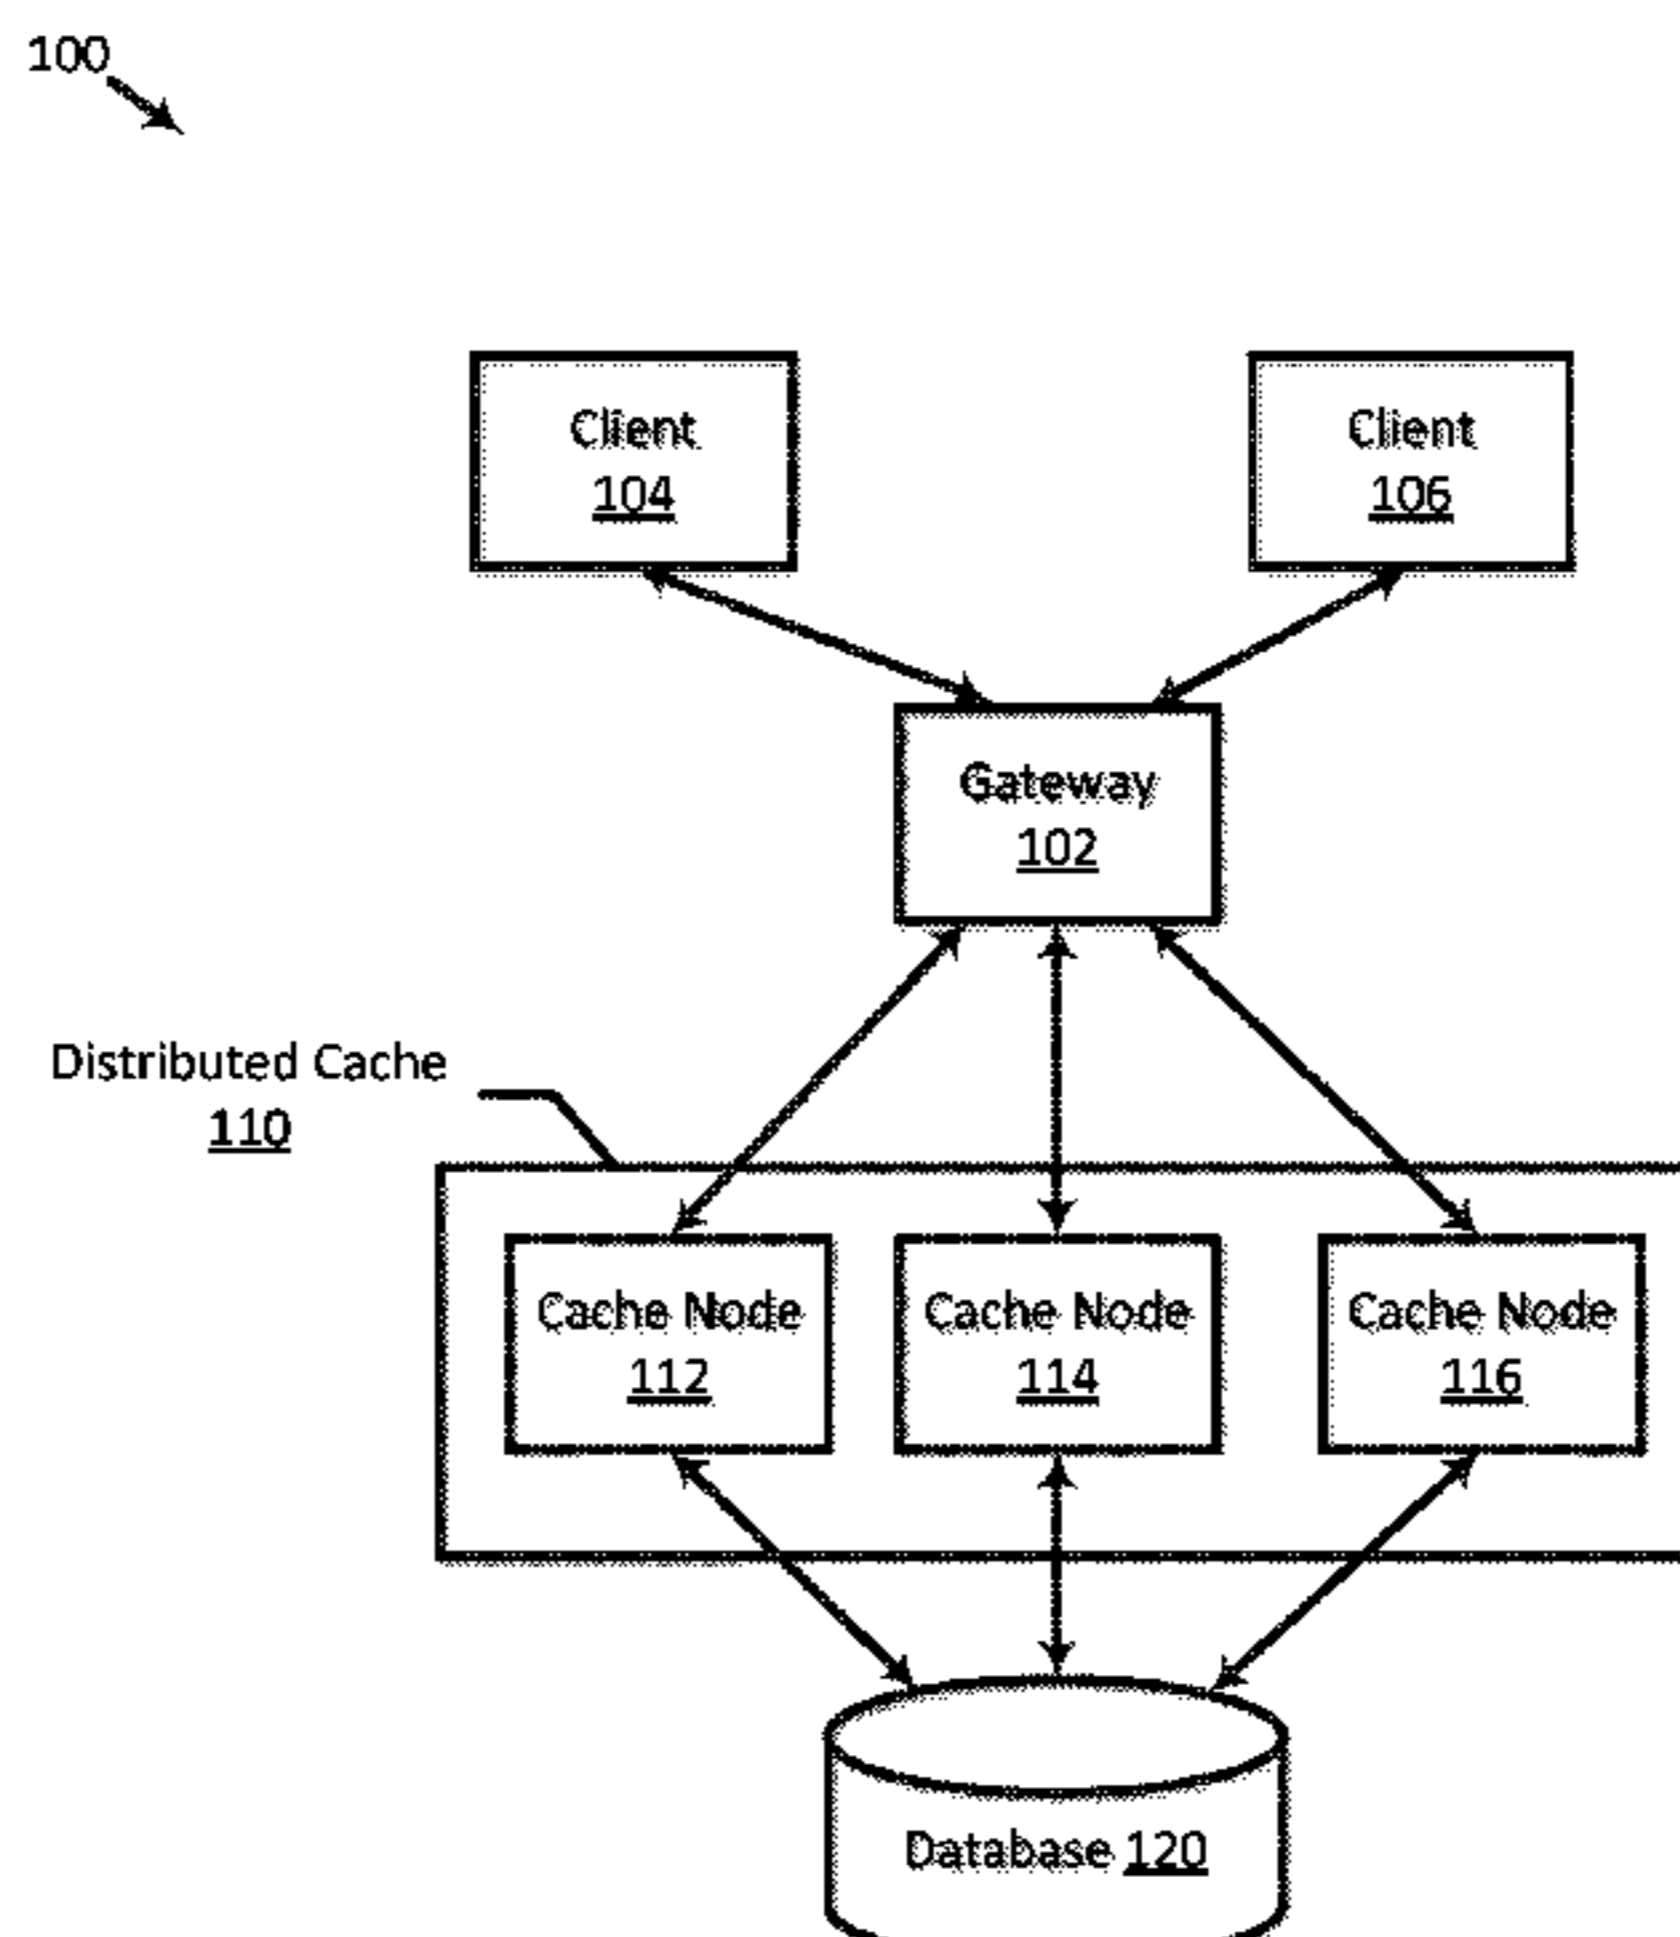 100
Client
104
Client
106
Gateway
102
Distributed Cache
110
Cache Node
112
Cache Node
114
Cache Node
116
Database 120